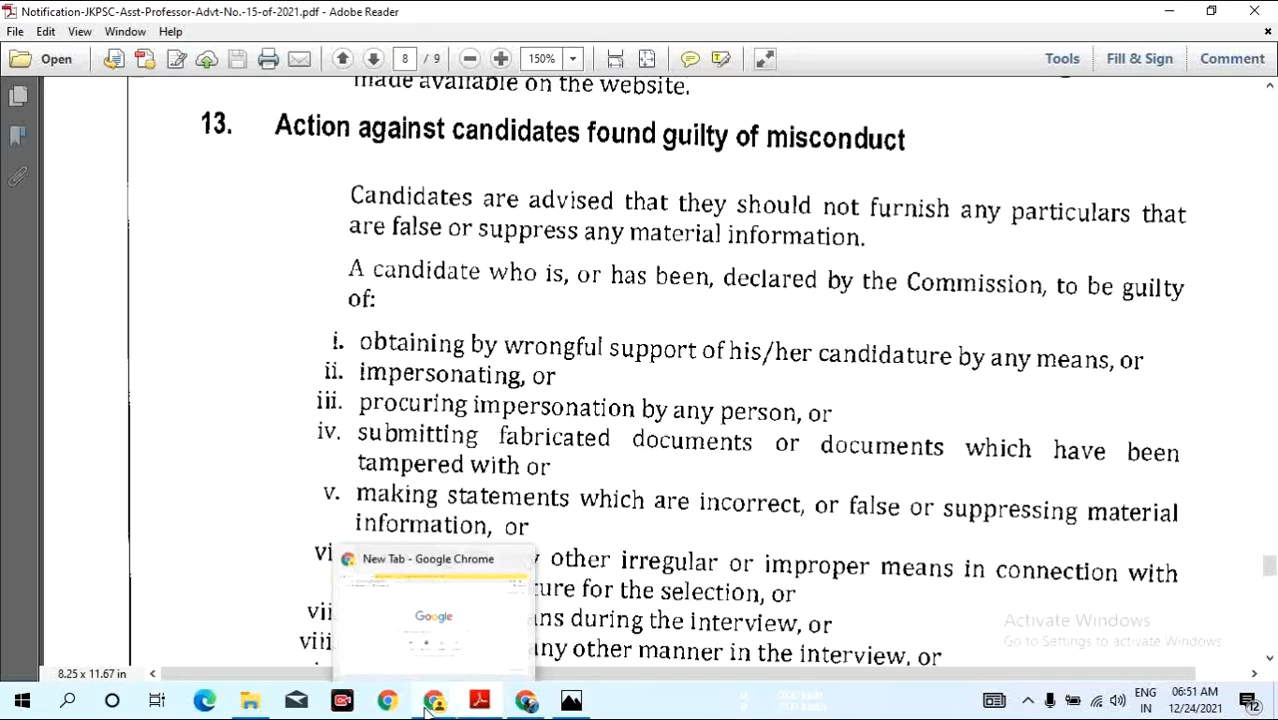 Notification-JKPSC-Asst-Professor-Advt-No.-15-of-2021.pdf - Adobe Reader
File Edit View Window Help
Open 8 / 9 150% Tools Fill & Sign Comment
made available on the website.
13. Action against candidates found guilty of misconduct
Candidates are advised that they should not furnish any particulars that
are false or suppress any material information.
A candidate who is, or has been, declared by the Commission, to be guilty
of:
i. obtaining by wrongful support of his/her candidature by any means, or
ii. impersonating, or
iii. procuring impersonation by any person, or
iv. submitting fabricated documents or documents which have been
tampered with or
v. making statements which are incorrect, or false or suppressing material
information, or
vi other irregular or improper means in connection with
New Tab - Google Chrome
Google
ture for the selection, or
vii ns during the interview, or
viii any other manner in the interview, or
Activate Windows
Go to Settings to activate Windows.
8.25 x 11.67 in
ENG
IN
06:51 AM
12/24/2021
12